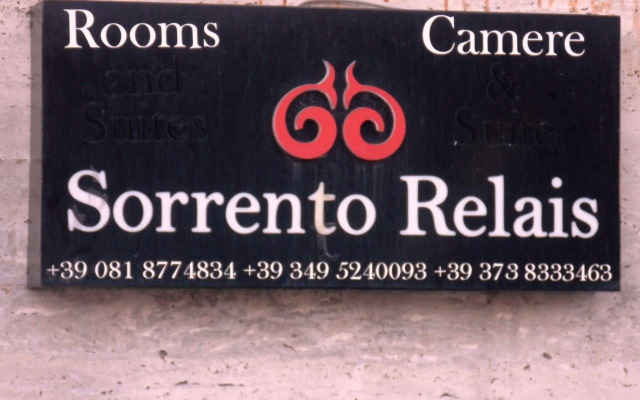 Rooms Camere
and &
Suites Suite
Sorrento Relais
+39 081 8774834 +39 349 5240093 +39 373 8333463